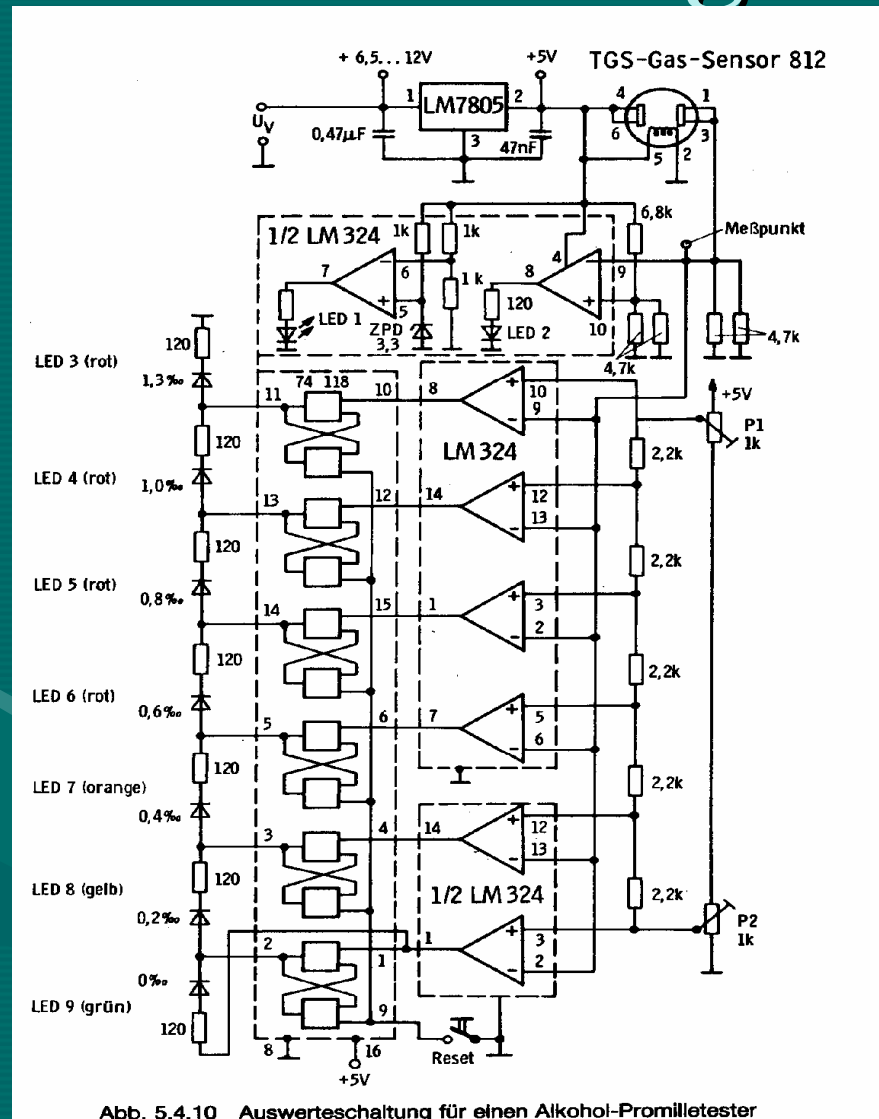 + 6,5... 12V
+5V
TGS-Gas-Sensor 812
1
LM7805
2
4
1
UV
0,47µF
3
47nF
6
3
5
2
6,8k
1/2 LM 324
1k
1k
Meßpunkt
7
6
8
4
9
1 k
5
120
LED 1
ZPD
3,3
LED 2
10
4,7k
4,7k
120
LED 3 (rot)
1,3‰
74 118
11
10
8
10
9
+5V
P1
1k
120
LM 324
2,2k
LED 4 (rot)
1,0‰
13
12
14
12
13
120
2,2k
LED 5 (rot)
0,8‰
14
15
1
3
2
120
2,2k
LED 6 (rot)
0,6‰
5
6
7
5
6
120
2,2k
LED 7 (orange)
0,4‰
3
4
14
12
13
120
LED 8 (gelb)
1/2 LM 324
2,2k
0,2‰
P2
1k
2
1
1
3
2
0‰
LED 9 (grün)
9
120
8
16
Reset
+5V
Abb. 5.4.10 Auswerteschaltung für einen Alkohol-Promilletester